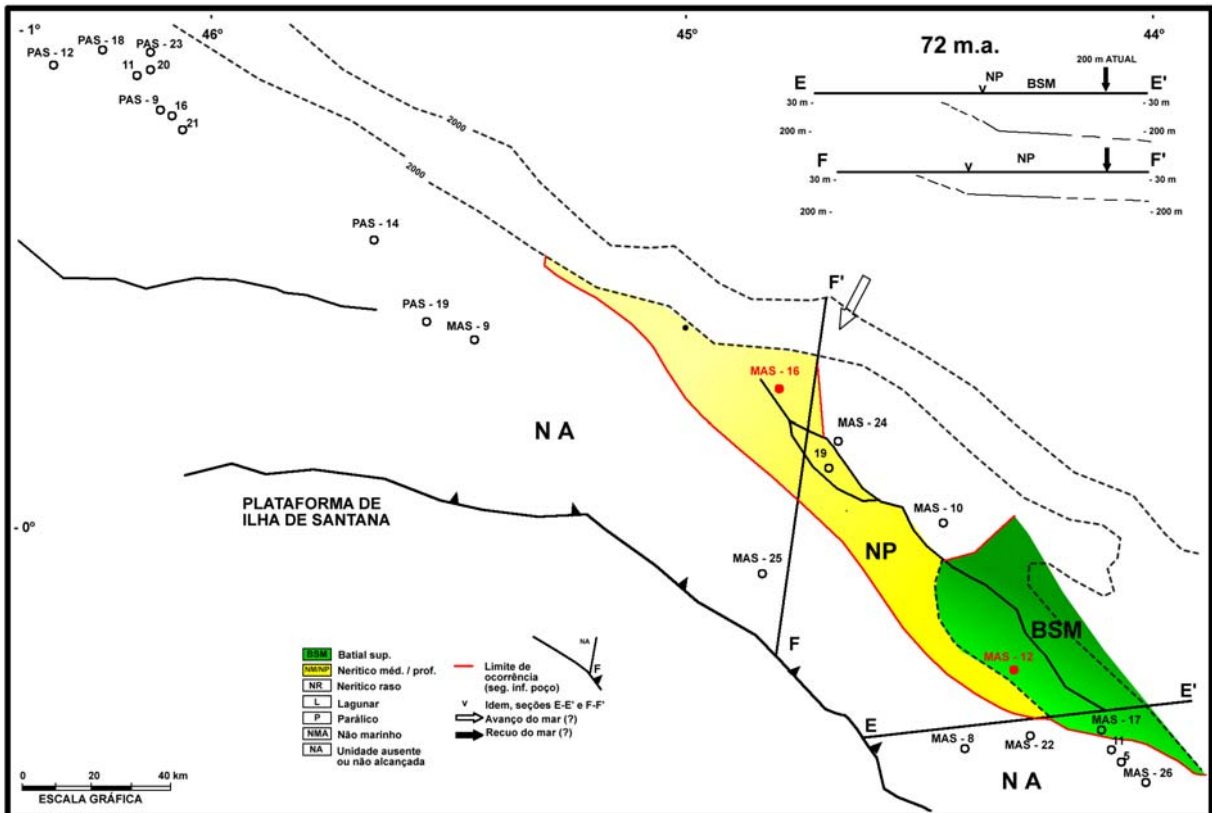 - 1º
46º
45º
44º
PAS - 12
PAS - 18
PAS - 23
11
20
PAS - 9
16
21
2000
2000
72 m.a.
200 m ATUAL
E
NP
BSM
E'
30 m -
- 30 m
200 m -
- 200 m
F
NP
F'
30 m -
- 30 m
200 m -
- 200 m
PAS - 14
F'
PAS - 19
MAS - 9
MAS - 16
N A
MAS - 24
19
PLATAFORMA DE
ILHA DE SANTANA
- 0º
MAS - 10
NP
MAS - 25
BSM
F
MAS - 12
E
E'
MAS - 8
MAS - 22
MAS - 17
11
5
MAS - 26
N A
BSM Batial sup.
NM/NP Nerítico méd. / prof.
NR Nerítico raso
L Lagunar
P Parálico
NMA Não marinho
NA Unidade ausente
ou não alcançada
NA
F
Limite de
ocorrência
(seg. inf. poço)
v Idem, seções E-E' e F-F'
Avanço do mar (?)
Recuo do mar (?)
0 20 40 km
ESCALA GRÁFICA